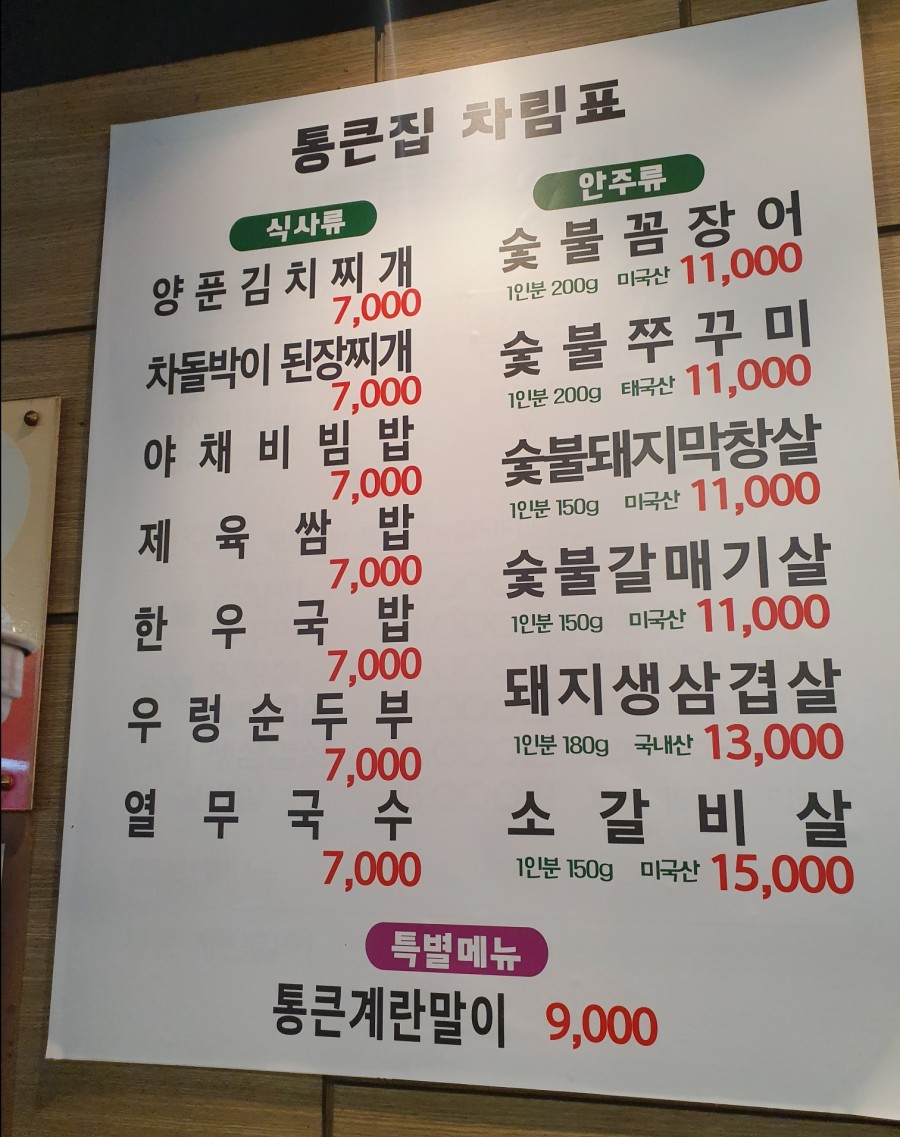 통큰집 차림표
식사류
양푼김치찌개
7,000
차돌박이 된장찌개
7,000
야채비빔밥
7,000
제육쌈밥
7,000
한우국밥
7,000
우렁순두부
7,000
열무국수
7,000
안주류
숯불꼼장어
1인분 200g 미국산 11,000
숯불쭈꾸미
1인분 200g 태국산 11,000
숯불돼지막창살
1인분 150g 미국산 11,000
숯불갈매기살
1인분 150g 미국산 11,000
돼지생삼겹살
1인분 180g 국내산 13,000
소갈비살
1인분 150g 미국산 15,000
특별메뉴
통큰계란말이 9,000